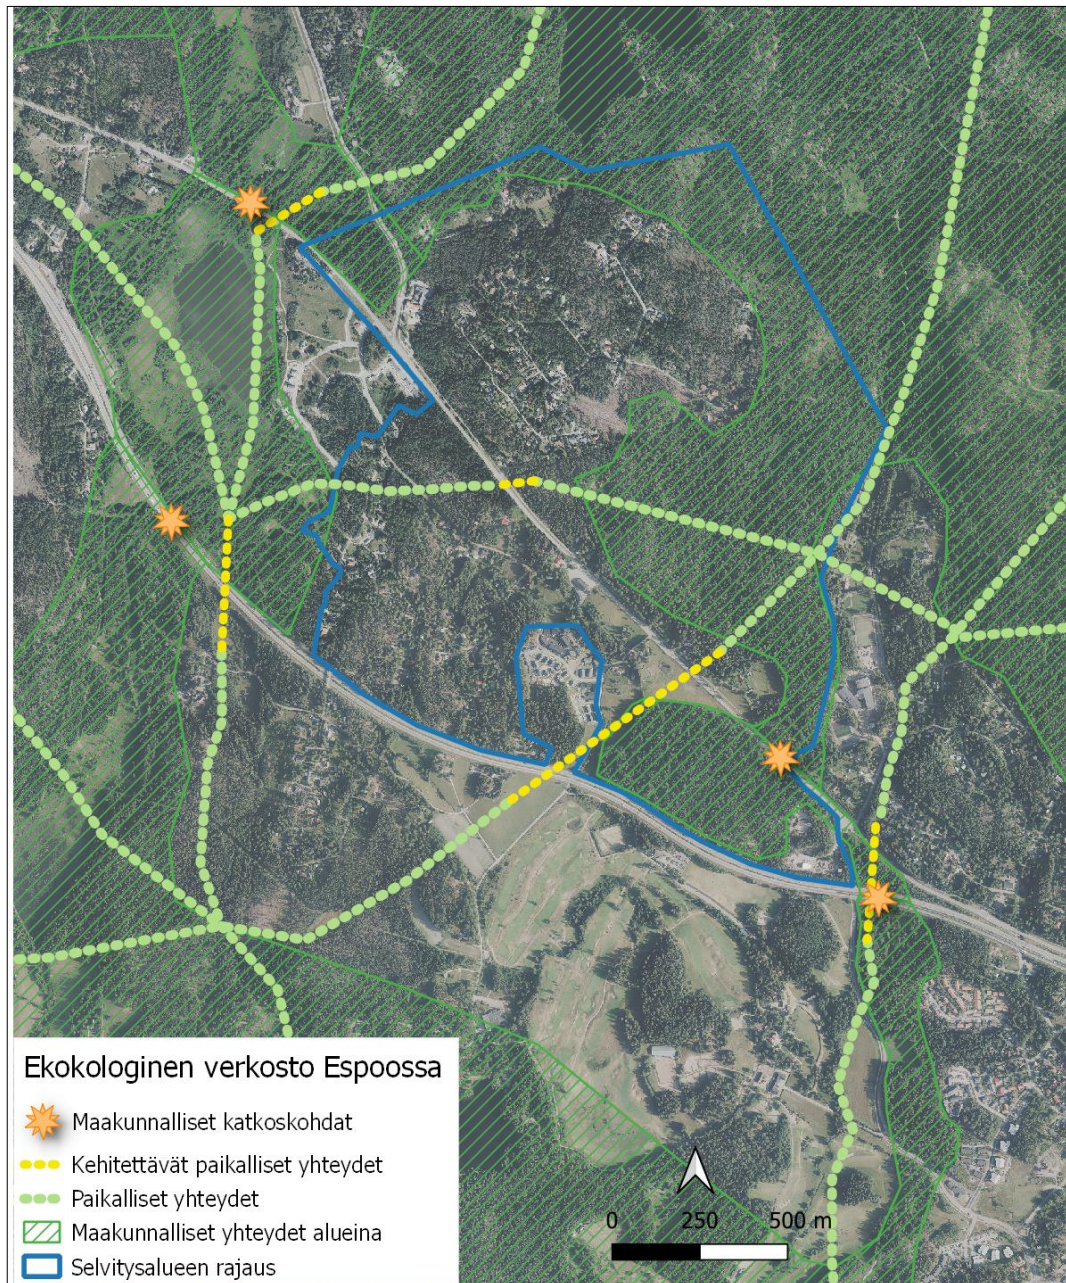 Ekokologinen verkosto Espoossa
Maakunnalliset katkoskohdat
Kehitettävät paikalliset yhteydet
Paikalliset yhteydet
Maakunnalliset yhteydet alueina
Selvitysalueen rajaus
0 250 500 m